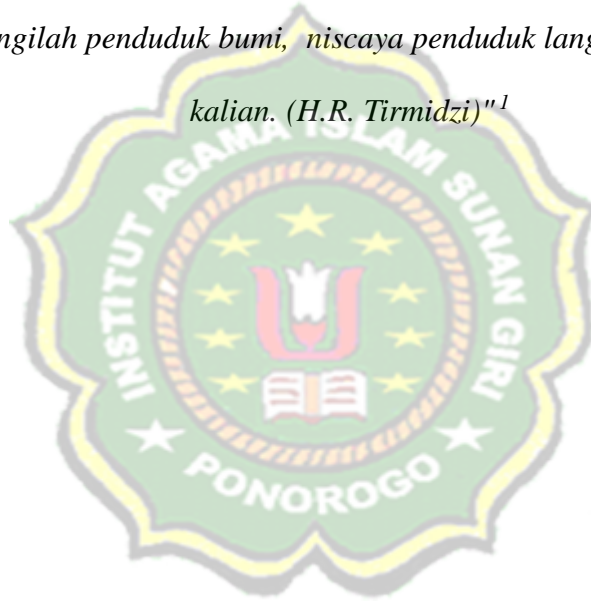 ngilah penduduk bumi, niscaya penduduk lang
kalian. (H.R. Tirmidzi)" 1
INSTITUT AGAMA ISLAM SUNAN GIRI
PONOROGO